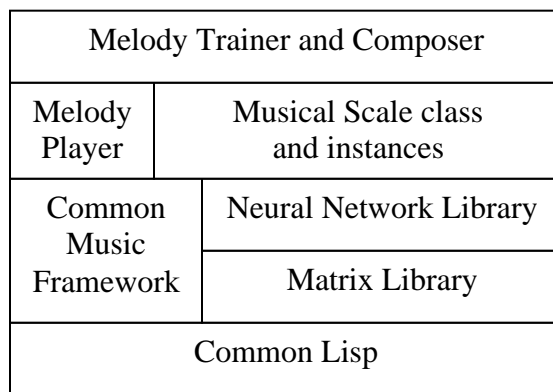 Melody Trainer and Composer
Melody
Player
Musical Scale class
and instances
Common
Music
Framework
Neural Network Library
Matrix Library
Common Lisp